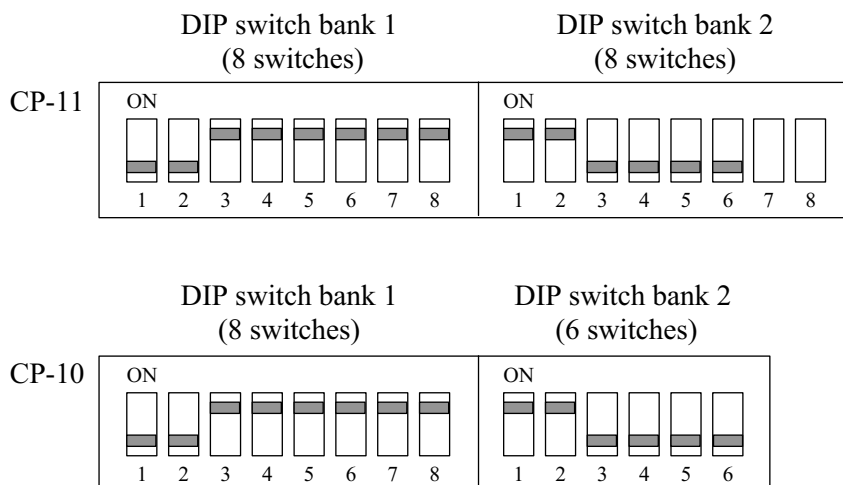 DIP switch bank 1 DIP switch bank 2
(8 switches) (8 switches)
CP-11 ON ON
1 2 3 4 5 6 7 8 1 2 3 4 5 6 7 8
DIP switch bank 1 DIP switch bank 2
(8 switches) (6 switches)
CP-10 ON ON
1 2 3 4 5 6 7 8 1 2 3 4 5 6